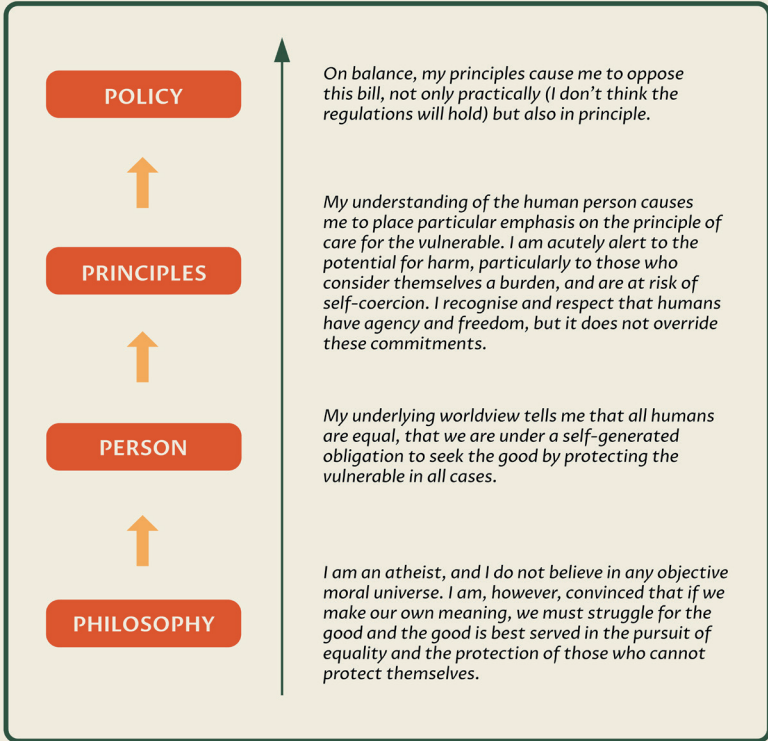 POLICY
On balance, my principles cause me to oppose
this bill, not only practically (I don't think the
regulations will hold) but also in principle.
PRINCIPLES
My understanding of the human person causes
me to place particular emphasis on the principle of
care for the vulnerable. I am acutely alert to the
potential for harm, particularly to those who
consider themselves a burden, and are at risk of
self-coercion. I recognise and respect that humans
have agency and freedom, but it does not override
these commitments.
PERSON
My underlying worldview tells me that all humans
are equal, that we are under a self-generated
obligation to seek the good by protecting the
vulnerable in all cases.
PHILOSOPHY
I am an atheist, and I do not believe in any objective
moral universe. I am, however, convinced that if we
make our own meaning, we must struggle for the
good and the good is best served in the pursuit of
equality and the protection of those who cannot
protect themselves.